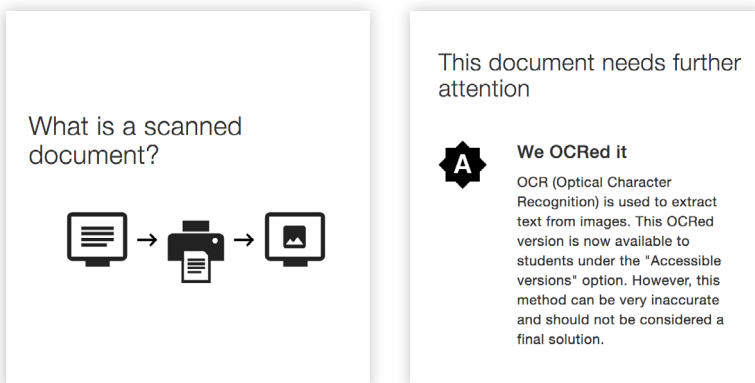 What is a scanned
document?
This document needs further
attention
A
We OCRed it
OCR (Optical Character
Recognition) is used to extract
text from images. This OCRed
version is now available to
students under the "Accessible
versions" option. However, this
method can be very inaccurate
and should not be considered a
final solution.